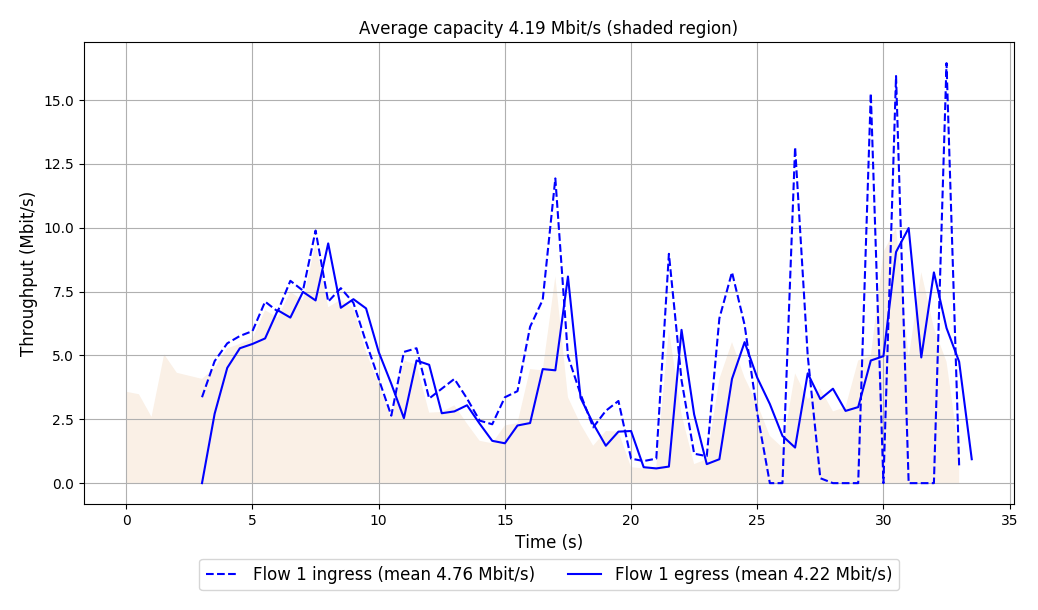 Average capacity 4.19 Mbit/s (shaded region)
Throughput (Mbit/s)
15.0
12.5
10.0
7.5
5.0
2.5
0.0
0 5 10 15 20 25 30 35
Time (s)
Flow 1 ingress (mean 4.76 Mbit/s) Flow 1 egress (mean 4.22 Mbit/s)